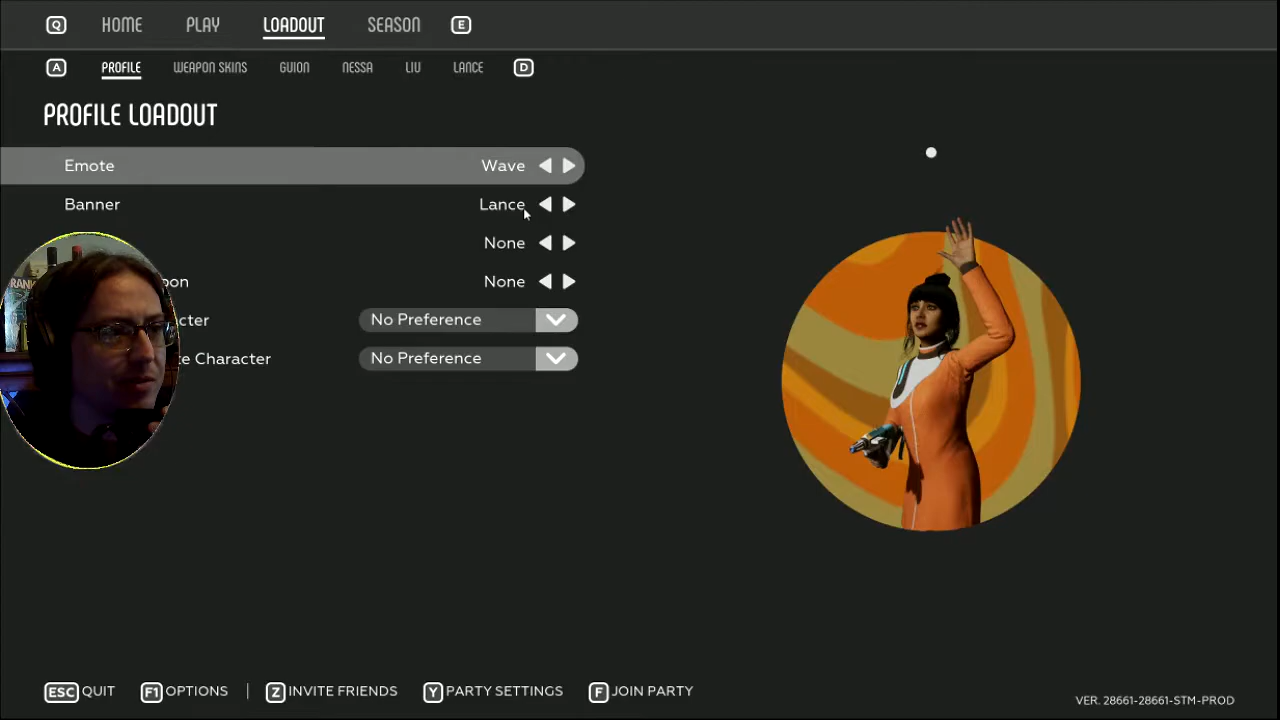 Q HOME PLAY LOADOUT SEASON E
A PROFILE WEAPON SKINS GUION NESSA LIU LANCE D
PROFILE LOADOUT
Emote Wave
Banner Lance
None
None
No Preference
Character No Preference
ESC QUIT F1 OPTIONS Z INVITE FRIENDS Y PARTY SETTINGS F JOIN PARTY
VER. 28661-28661-STM-PROD